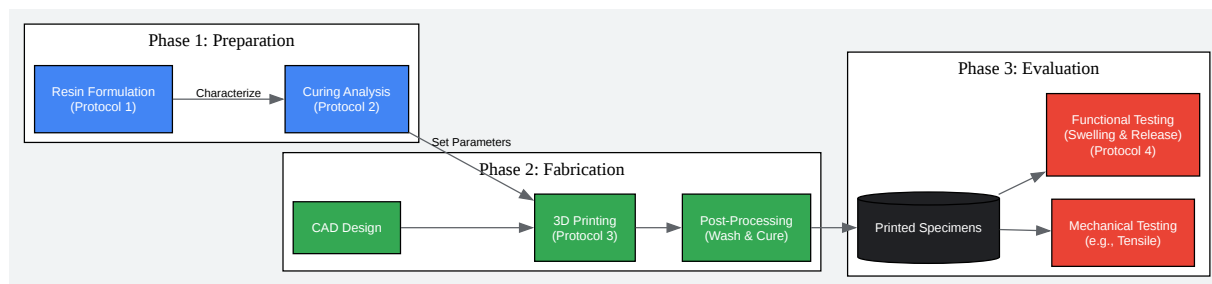 Phase 1: Preparation
Resin Formulation
(Protocol 1)
Characterize
Curing Analysis
(Protocol 2)
Set Parameters
Phase 2: Fabrication
CAD Design
3D Printing
(Protocol 3)
Post-Processing
(Wash & Cure)
Phase 3: Evaluation
Printed Specimens
Functional Testing
(Swelling & Release)
(Protocol 4)
Mechanical Testing
(e.g., Tensile)